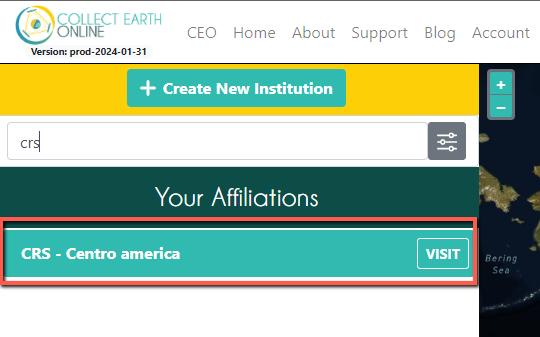 COLLECT EARTH
ONLINE
Version: prod-2024-01-31
CEO Home About Support Blog Account
+ Create New Institution
crs
Your Affiliations
CRS - Centro america VISIT
+
−
Bering
Sea